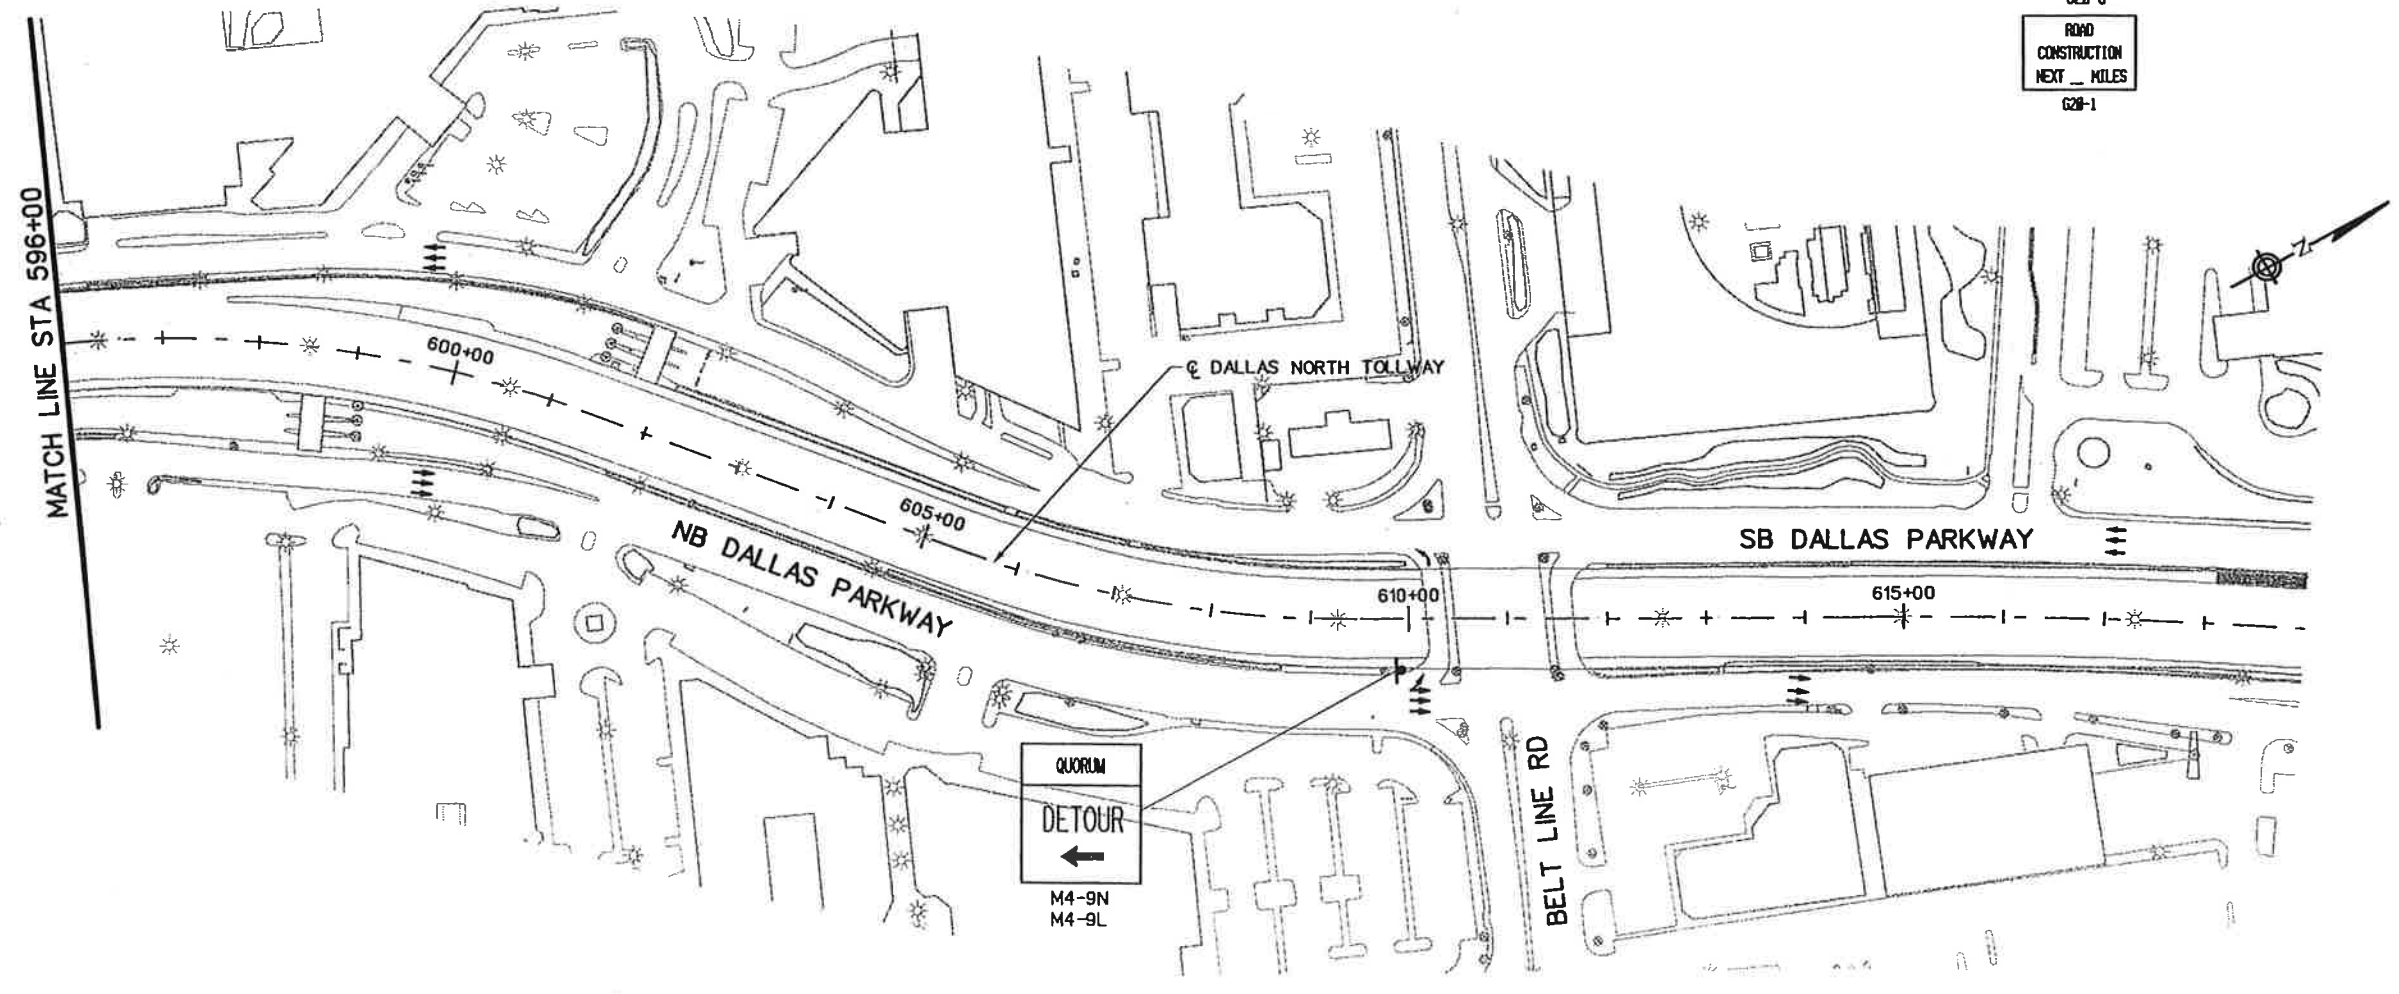 ROAD
CONSTRUCTION
NEXT __ MILES
G20-1
N
MATCH LINE STA 596+00
600+00
℄ DALLAS NORTH TOLLWAY
605+00
NB DALLAS PARKWAY
SB DALLAS PARKWAY
610+00
615+00
QUORUM
DETOUR
M4-9N
M4-9L
BELT LINE RD